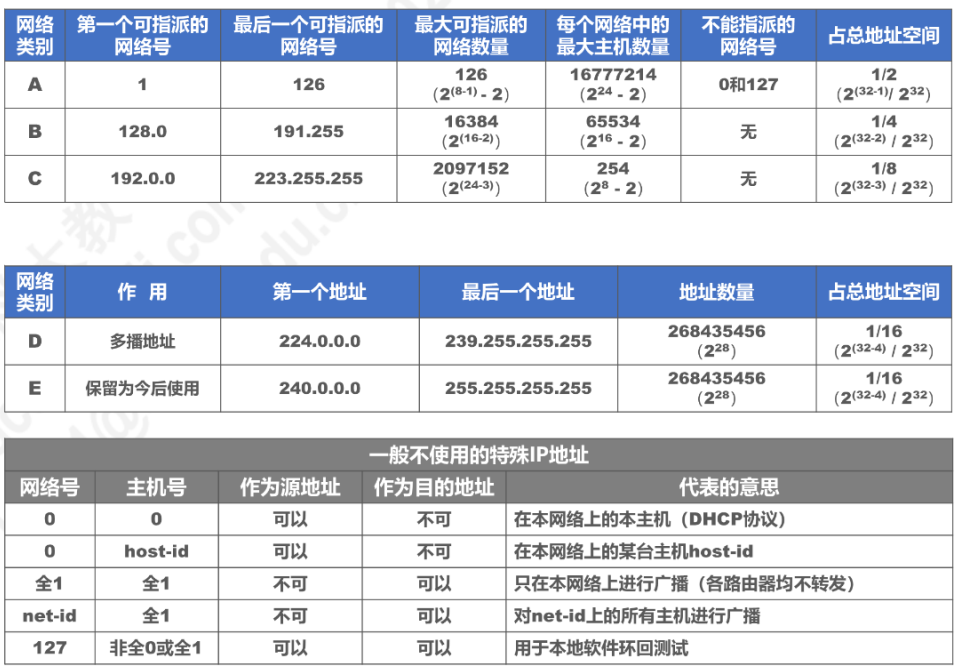 网络类别 第一个可指派的网络号 最后一个可指派的网络号 最大可指派的网络数量 每个网络中的最大主机数量 不能指派的网络号 占总地址空间
A 1 126 126 (2^(8-1) - 2) 16777214 (2^24 - 2) 0和127 1/2 (2^(32-1)/ 2^32)
B 128.0 191.255 16384 (2^(16-2)) 65534 (2^16 - 2) 无 1/4 (2^(32-2) / 2^32)
C 192.0.0 223.255.255 2097152 (2^(24-3)) 254 (2^8 - 2) 无 1/8 (2^(32-3) / 2^32)
网络类别 作 用 第一个地址 最后一个地址 地址数量 占总地址空间
D 多播地址 224.0.0.0 239.255.255.255 268435456 (2^28) 1/16 (2^(32-4) / 2^32)
E 保留为今后使用 240.0.0.0 255.255.255.255 268435456 (2^28) 1/16 (2^(32-4) / 2^32)
一般不使用的特殊IP地址
网络号 主机号 作为源地址 作为目的地址 代表的意思
0 0 可以 不可 在本网络上的本主机（DHCP协议）
0 host-id 可以 不可 在本网络上的某台主机host-id
全1 全1 不可 可以 只在本网络上进行广播（各路由器均不转发）
net-id 全1 不可 可以 对net-id上的所有主机进行广播
127 非全0或全1 可以 可以 用于本地软件环回测试